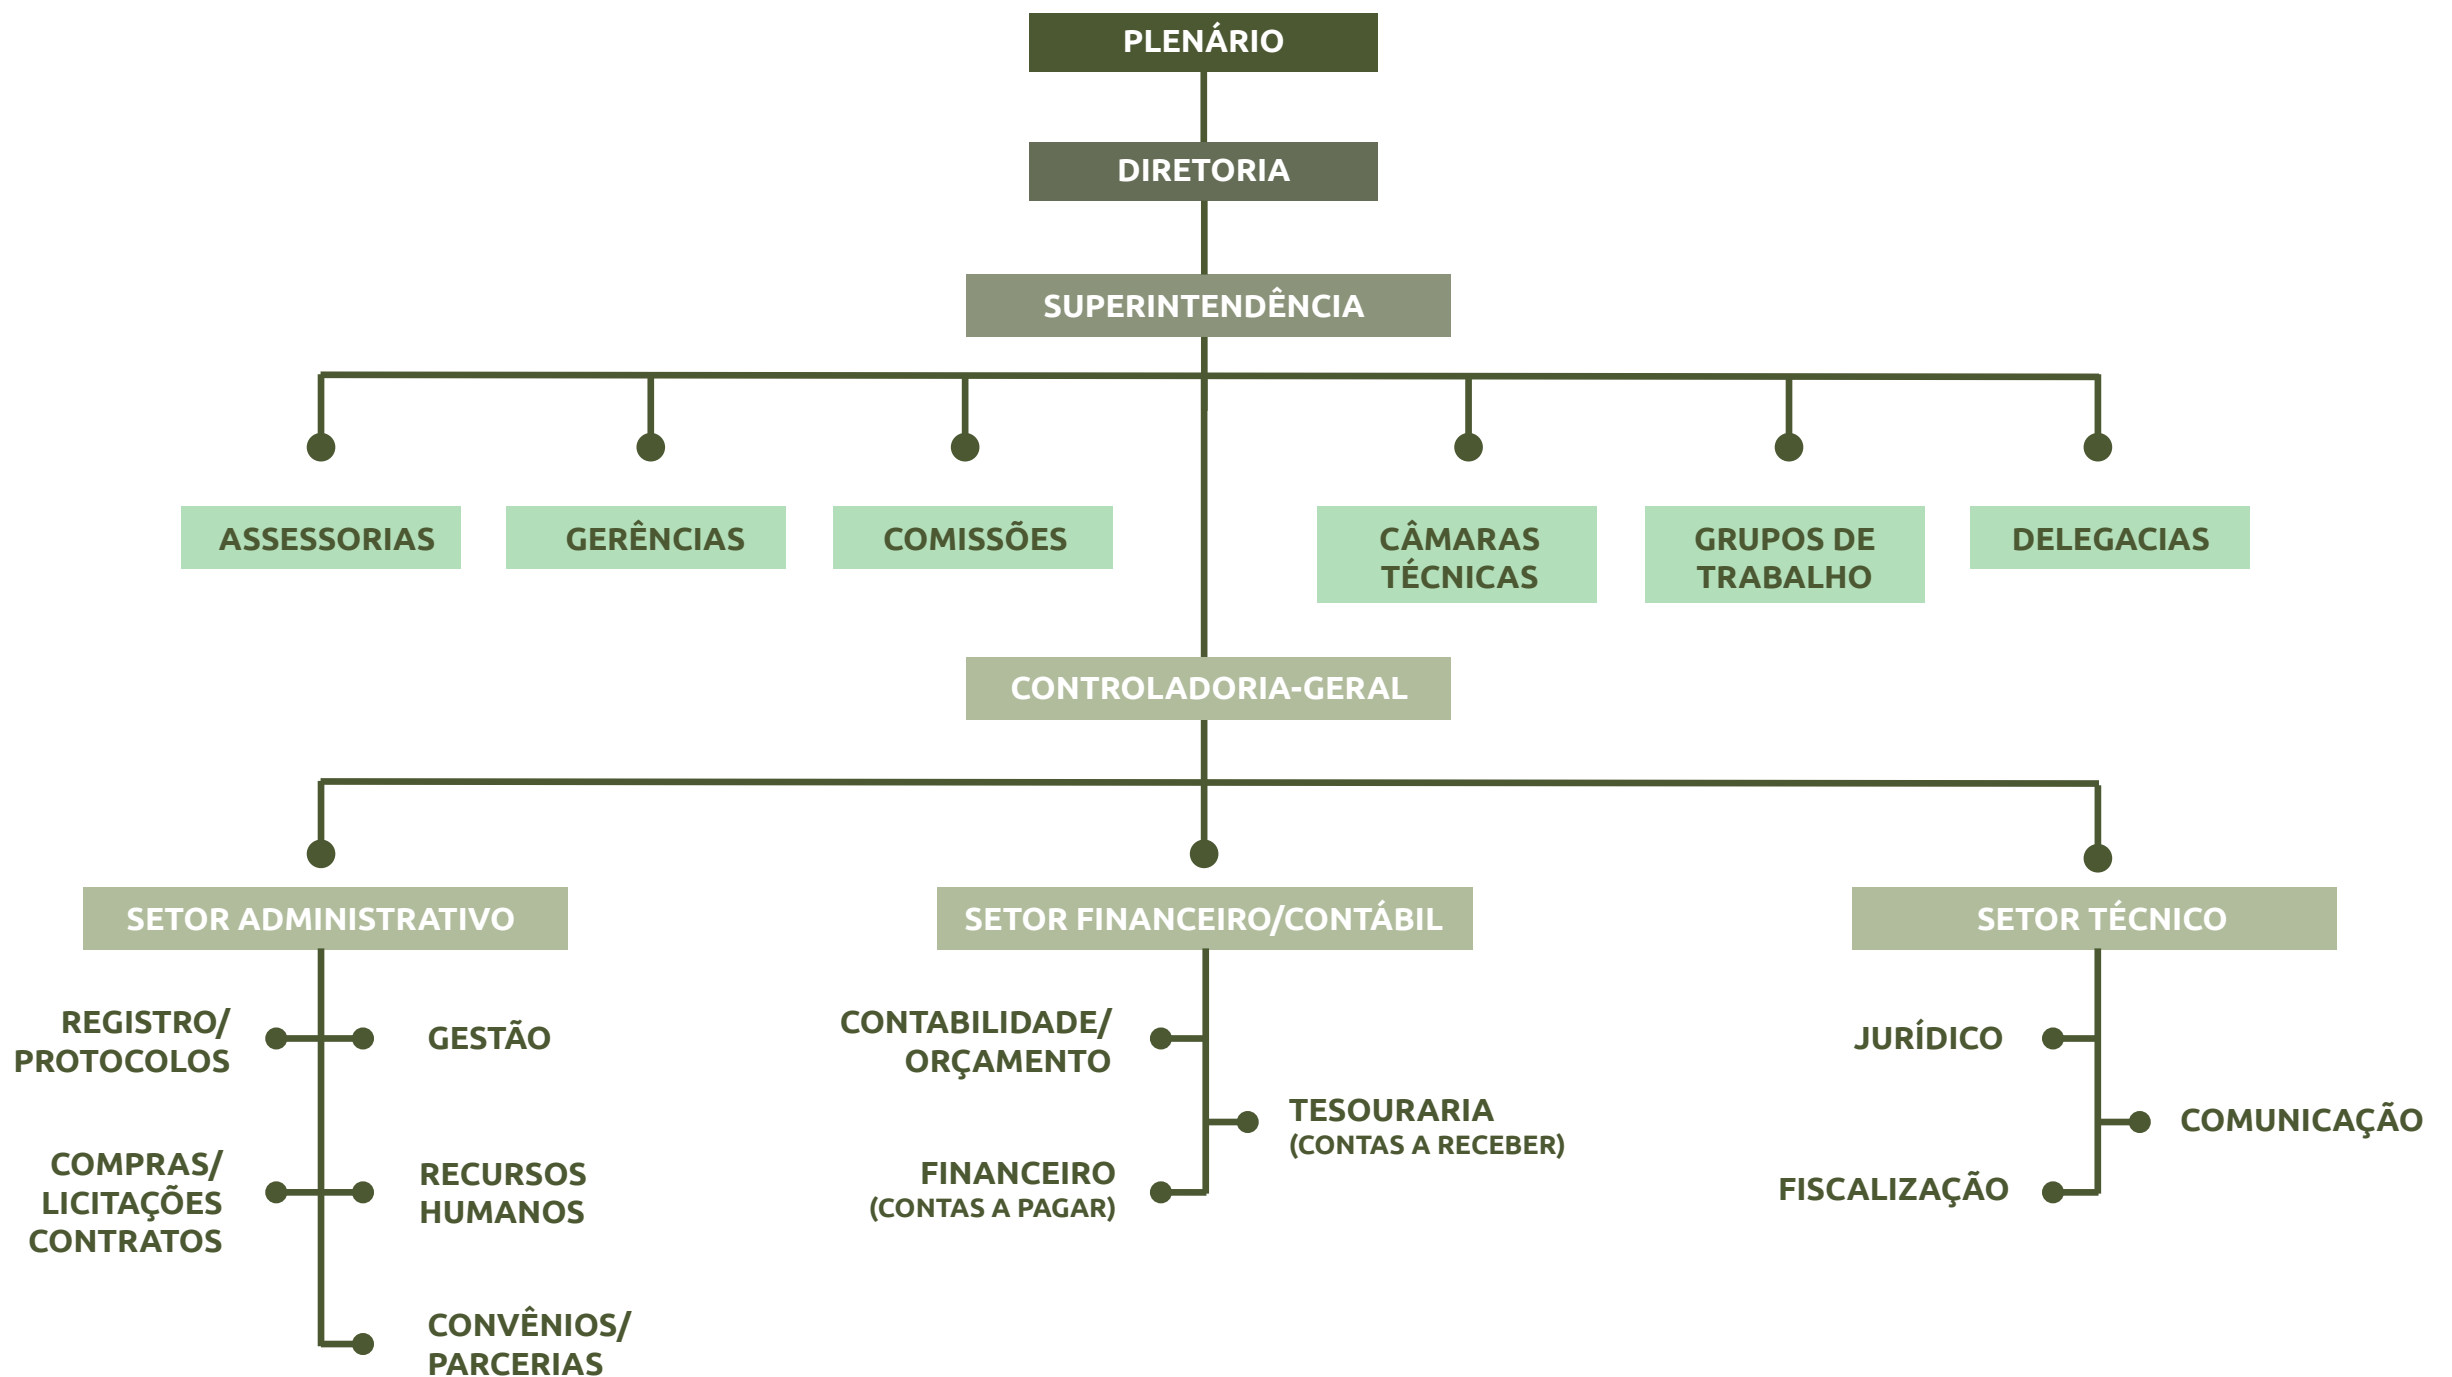 PLENÁRIO
DIRETORIA
SUPERINTENDÊNCIA
ASSESSORIAS
GERÊNCIAS
COMISSÕES
CÂMARAS
TÉCNICAS
GRUPOS DE
TRABALHO
DELEGACIAS
CONTROLADORIA-GERAL
SETOR ADMINISTRATIVO
REGISTRO/
PROTOCOLOS
GESTÃO
COMPRAS/
LICITAÇÕES
CONTRATOS
RECURSOS
HUMANOS
CONVÊNIOS/
PARCERIAS
SETOR FINANCEIRO/CONTÁBIL
CONTABILIDADE/
ORÇAMENTO
TESOURARIA
(CONTAS A RECEBER)
FINANCEIRO
(CONTAS A PAGAR)
SETOR TÉCNICO
JURÍDICO
COMUNICAÇÃO
FISCALIZAÇÃO